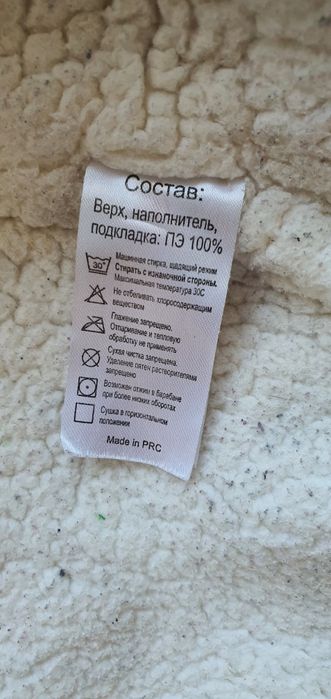 Состав:
Верх, наполнитель,
подкладка: ПЭ 100%
30
Машинная стирка, щадящий режим
Стирать с изнаночной стороны.
Максимальная температура 30С
Не отбеливать хлоросодержащим
веществом
Глажение запрещено.
Отпаривание и тепловую
обработку не применять
Сухая чистка запрещена.
Удаление пятен растворителями
запрещено
Возможен отжим в барабане
при более низких оборотах
Сушка в горизонтальном
положении
Made in PRC